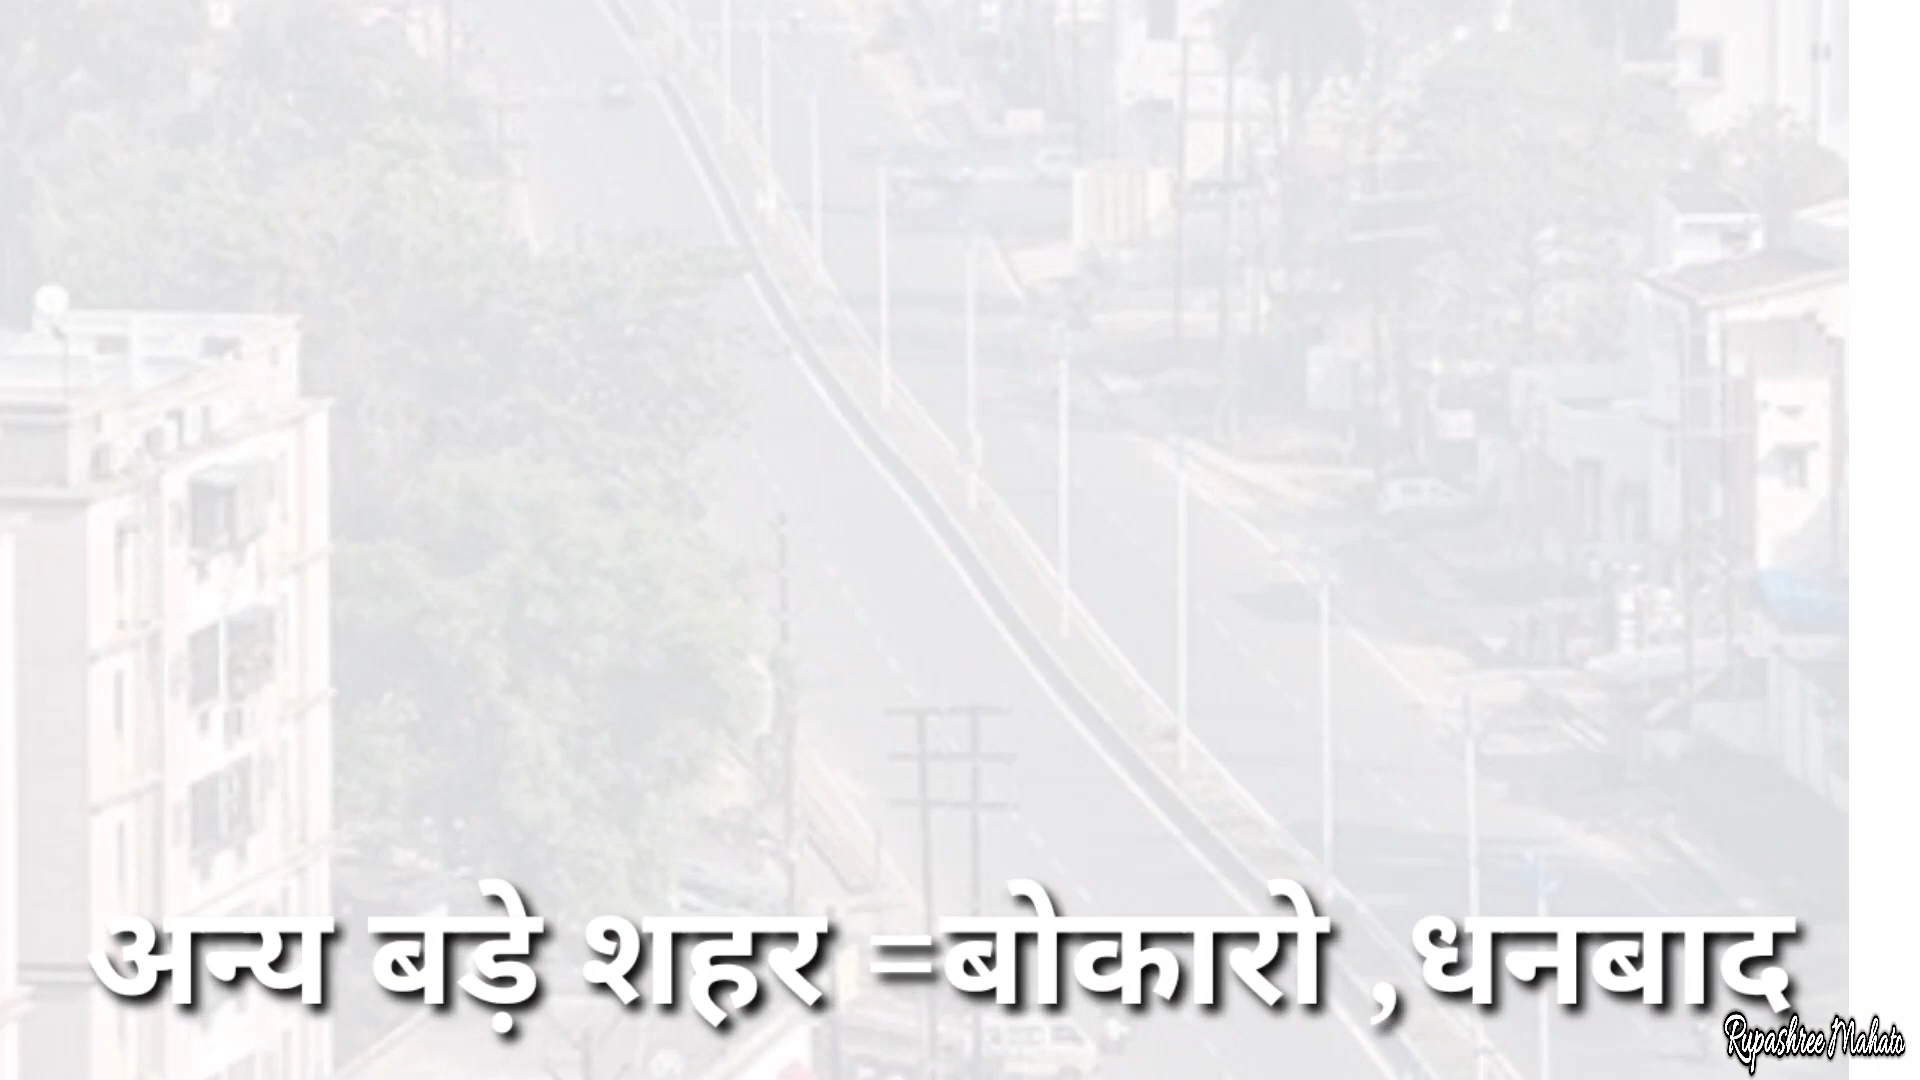 अन्य बड़े शहर =बोकारो ,धनबाद
Rupashree Mahato